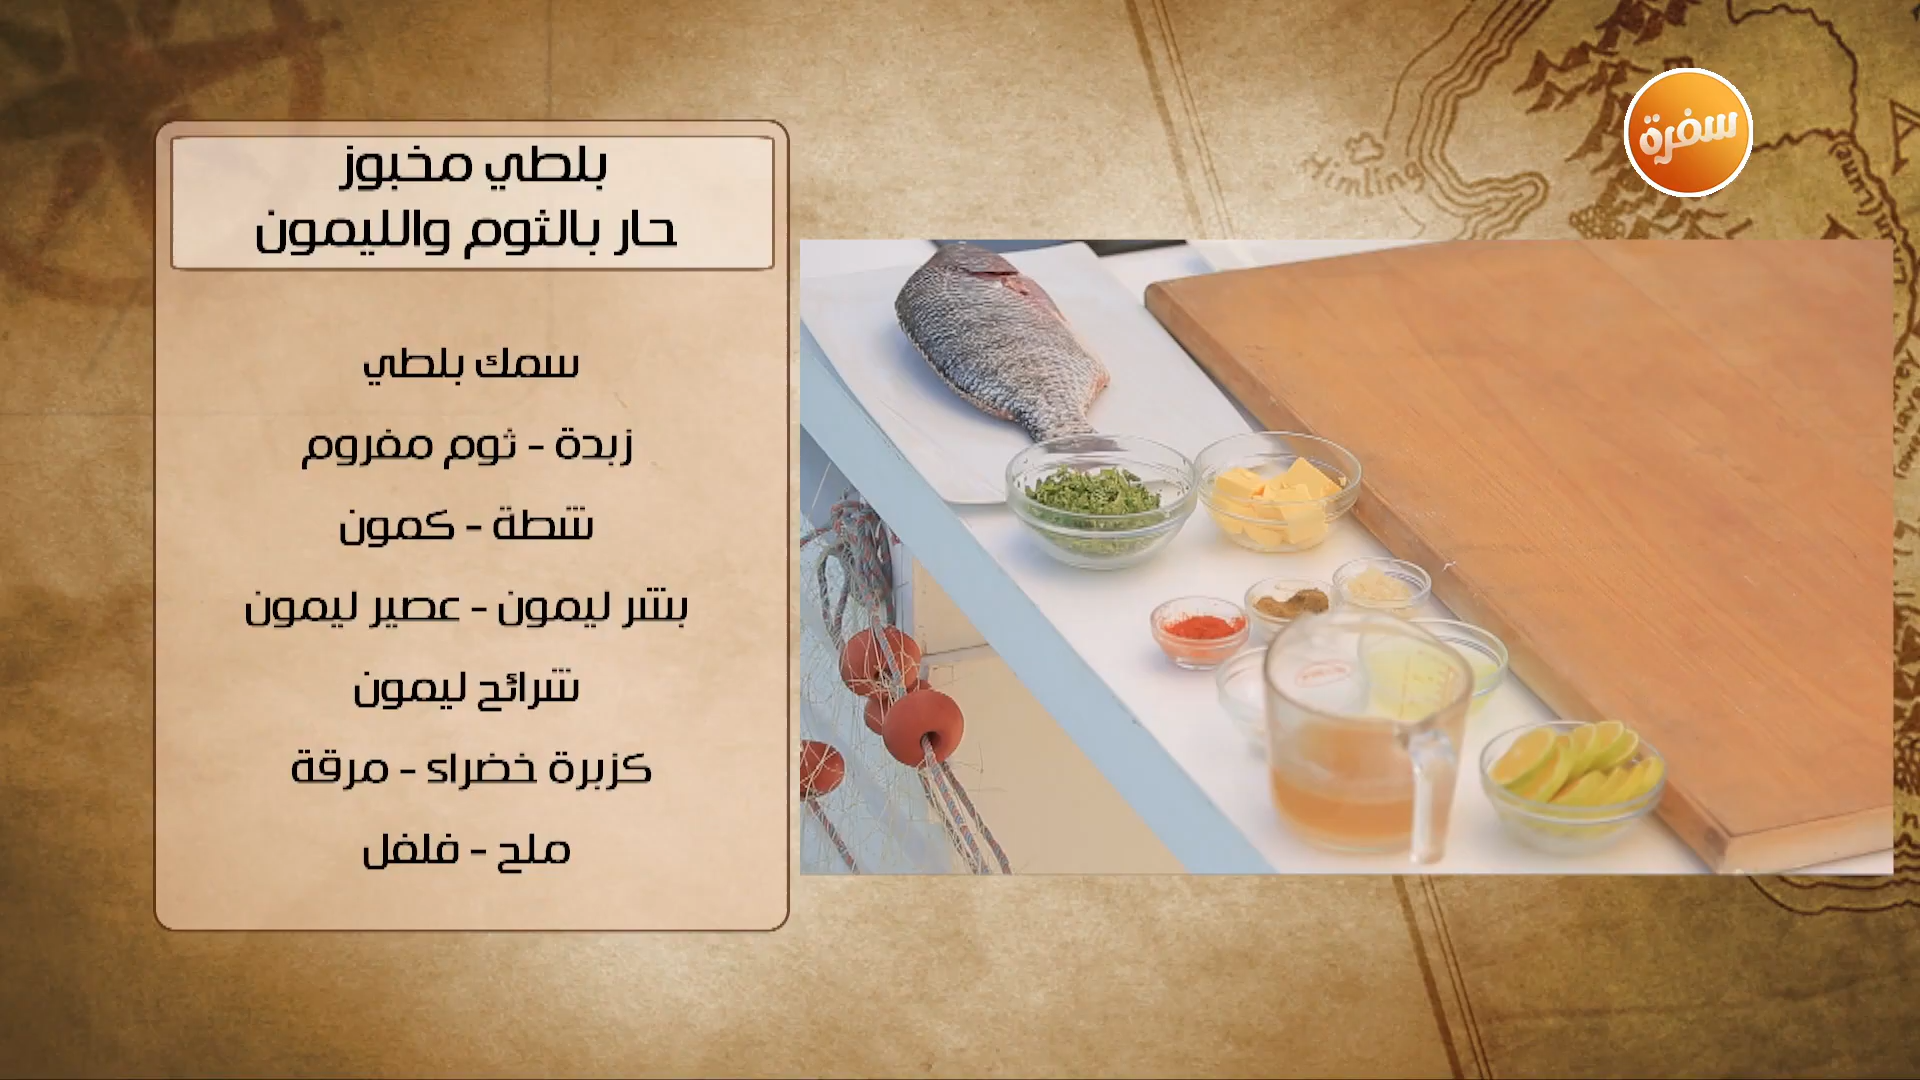 بلطي مخبوز
حار بالثوم والليمون
سمك بلطي
زبدة - ثوم مفروم
شطة - كمون
بشر ليمون - عصير ليمون
شرائح ليمون
كزبرة خضراء - مرقة
ملح - فلفل
سفرة
Himling